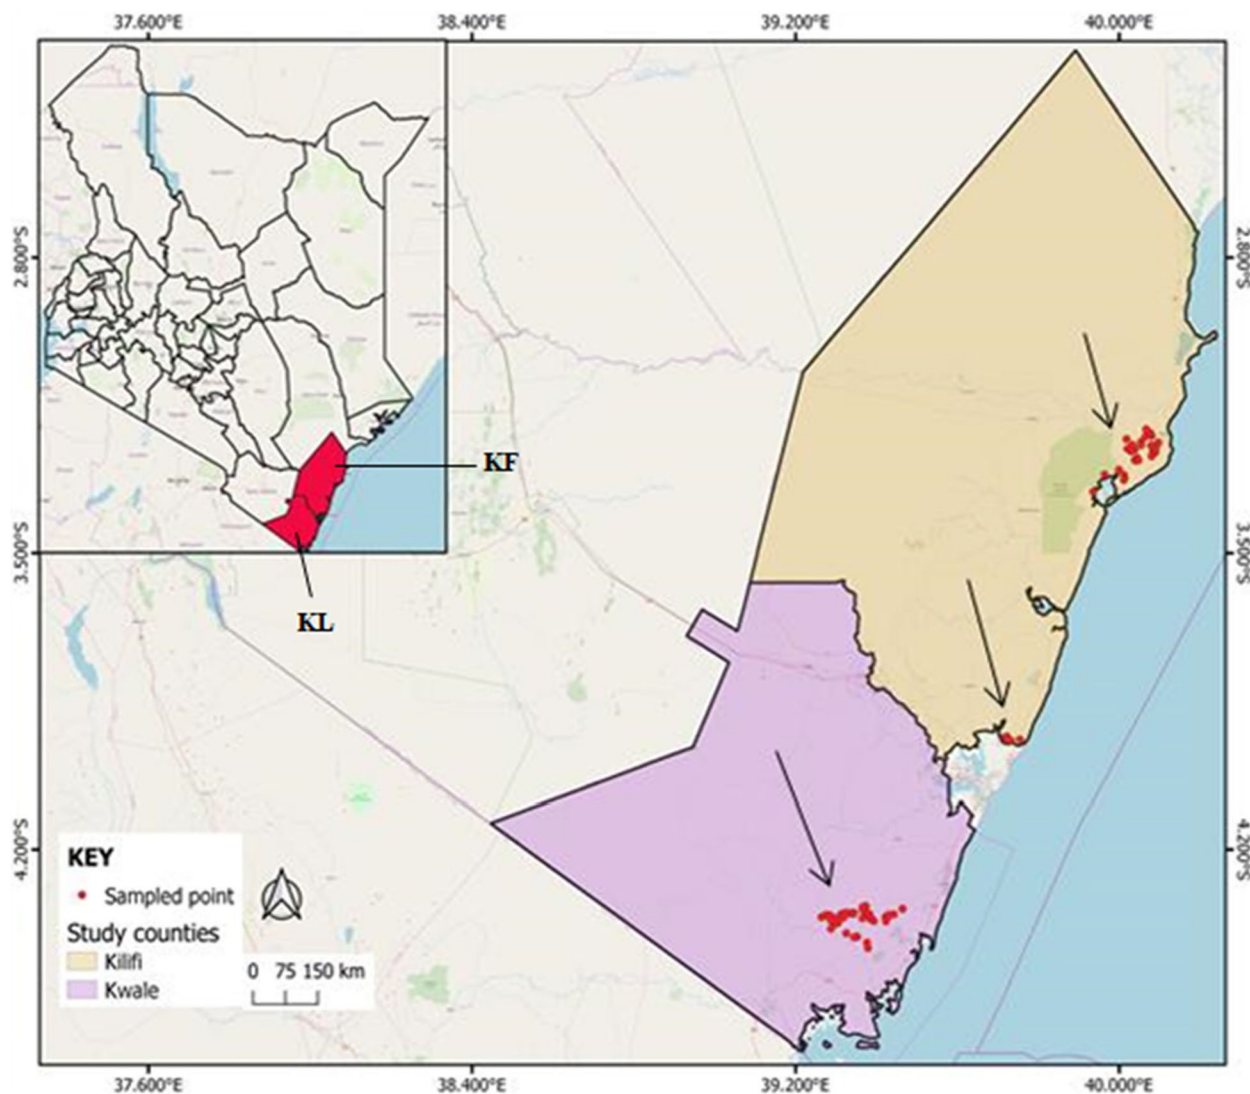 37.600°E 38.400°E 39.200°E 40.000°E
2.800°S 2.800°S
KF
3.500°S 3.500°S
KL
4.200°S 4.200°S
KEY
Sampled point
Study counties
Kilifi
Kwale
0 75 150 km
37.600°E 38.400°E 39.200°E 40.000°E